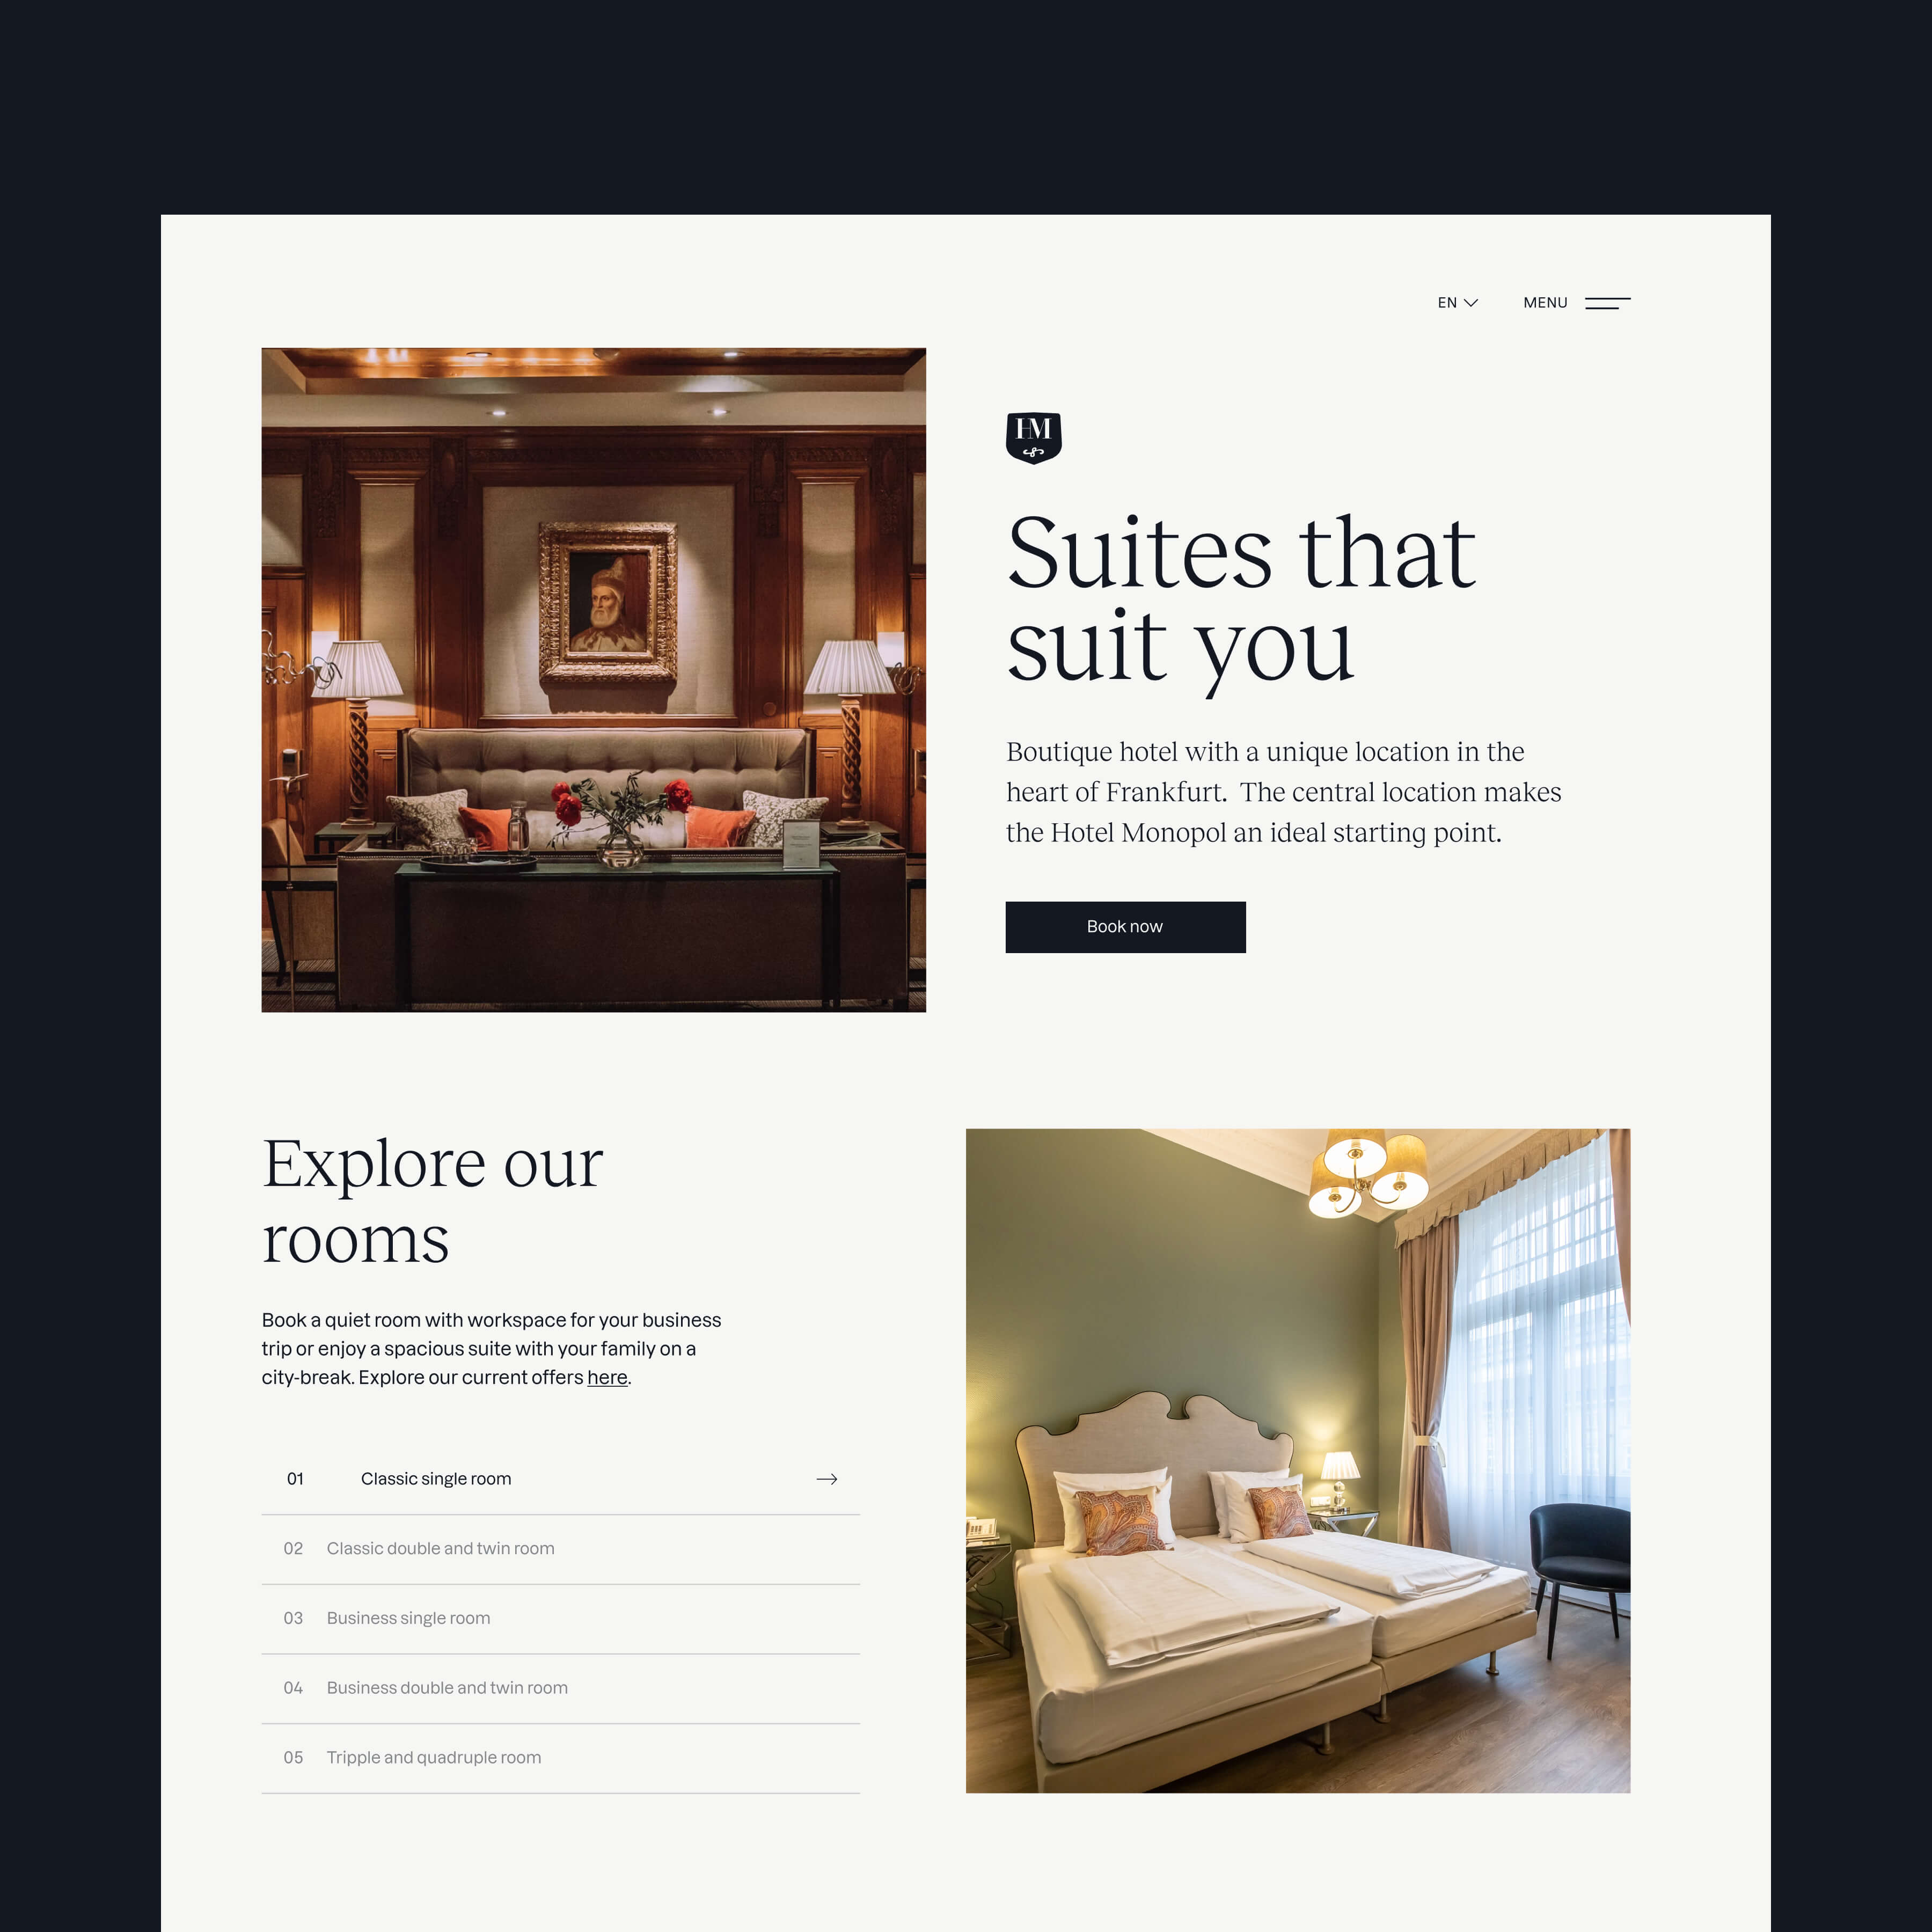 EN
MENU
HM
Suites that
suit you
Boutique hotel with a unique location in the
heart of Frankfurt.  The central location makes
the Hotel Monopol an ideal starting point.
Book now
Explore our
rooms
Book a quiet room with workspace for your business
trip or enjoy a spacious suite with your family on a
city-break. Explore our current offers here.
01 Classic single room
02 Classic double and twin room
03 Business single room
04 Business double and twin room
05 Tripple and quadruple room